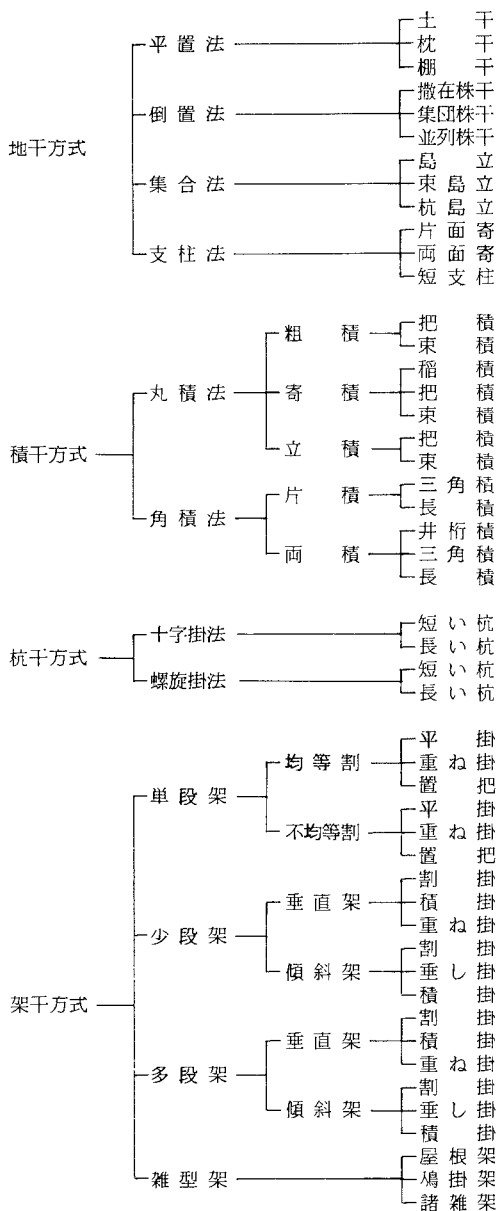 地干方式
平置法
土干
枕干
棚干
倒置法
撒在株干
集団株干
並列株干
集合法
島立
束島立
杭島立
支柱法
片面寄
両面寄
短支柱
積干方式
丸積法
粗積
把積
束積
寄積
稲積
把積
束積
立積
把積
束積
角積法
片積
三角積
長積
両積
井桁積
三角積
長積
杭干方式
十字掛法
短い杭
長い杭
螺旋掛法
短い杭
長い杭
架干方式
単段架
均等割
平掛
重ね掛
置把
不均等割
平掛
重ね掛
置把
少段架
垂直架
割掛
積掛
重ね掛
傾斜架
割掛
垂し掛
積掛
多段架
垂直架
割掛
積掛
重ね掛
傾斜架
割掛
垂し掛
積掛
雑型架
屋根架
鳰掛架
諸雑架